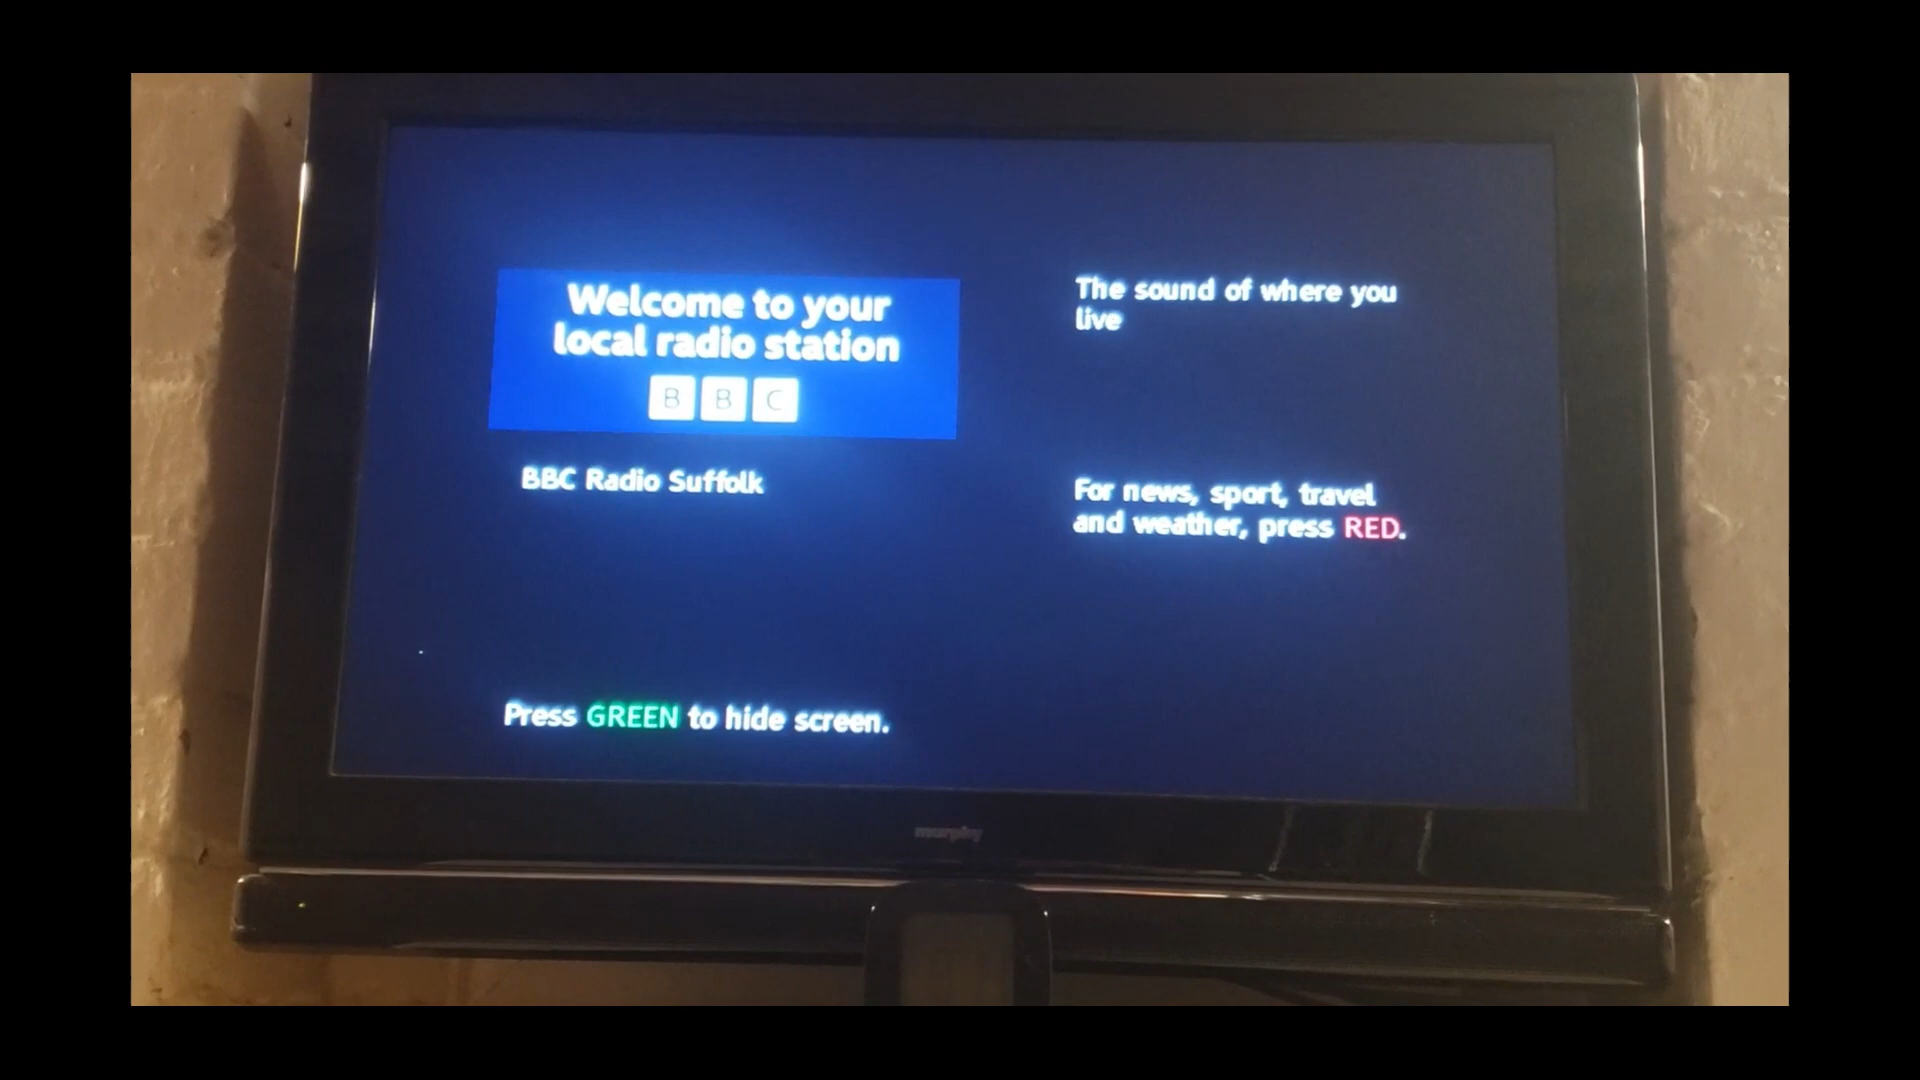 Welcome to your
local radio station
BBC
BBC Radio Suffolk
The sound of where you
live
For news, sport, travel
and weather, press RED.
Press GREEN to hide screen.
murphy